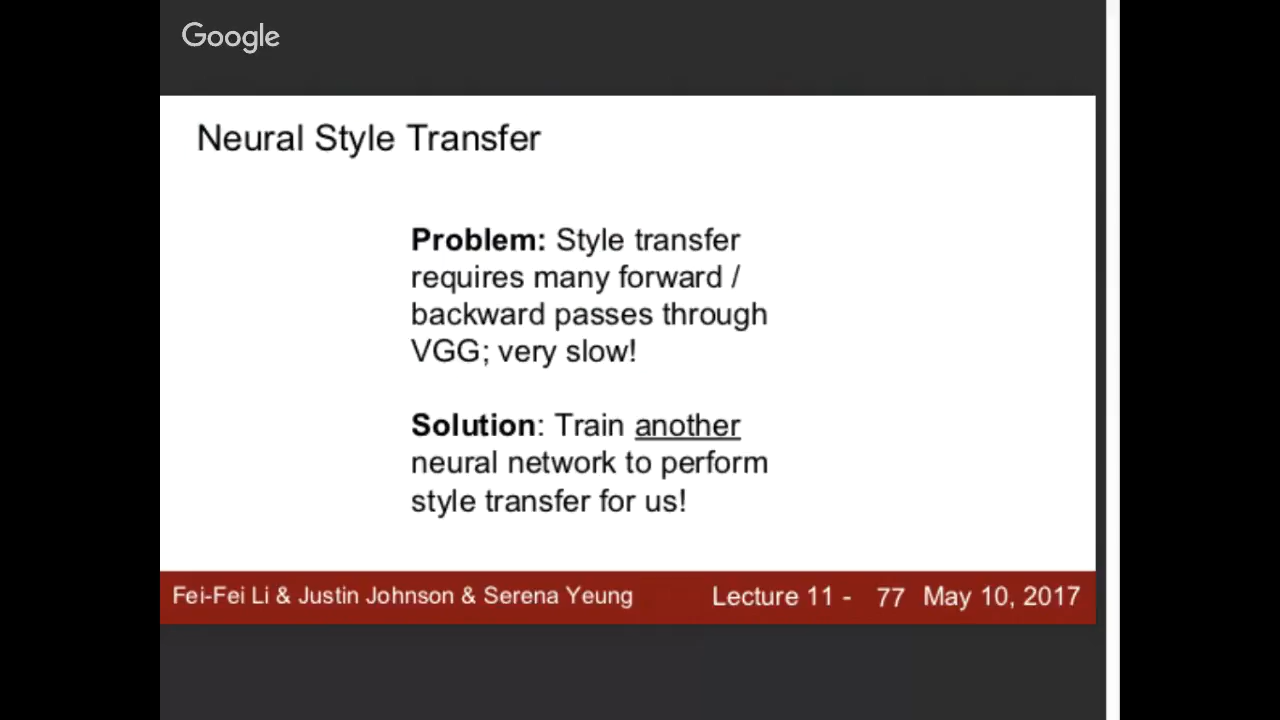 Google
Neural Style Transfer
Problem: Style transfer
requires many forward /
backward passes through
VGG; very slow!
Solution: Train another
neural network to perform
style transfer for us!
Fei-Fei Li & Justin Johnson & Serena Yeung Lecture 11 - 77 May 10, 2017